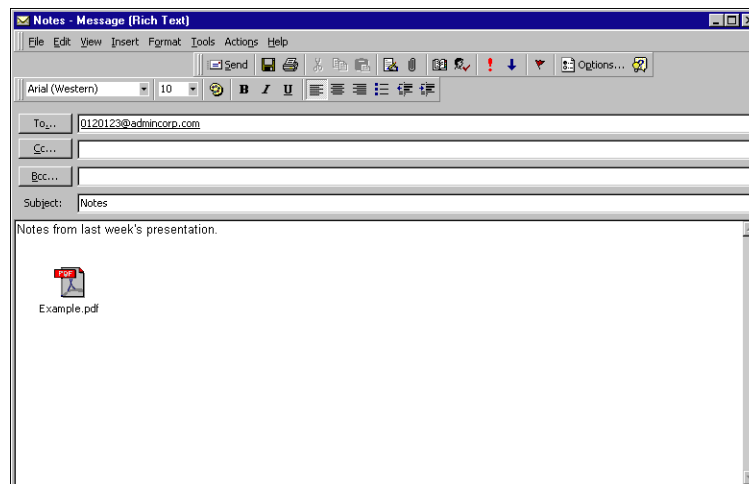 Notes - Message (Rich Text)
File Edit View Insert Format Tools Actions Help
Send Options...
Arial (Western) 10 B I U
To... 0120123@admincorp.com
Cc...
Bcc...
Subject: Notes
Notes from last week's presentation.
PDF
Example.pdf